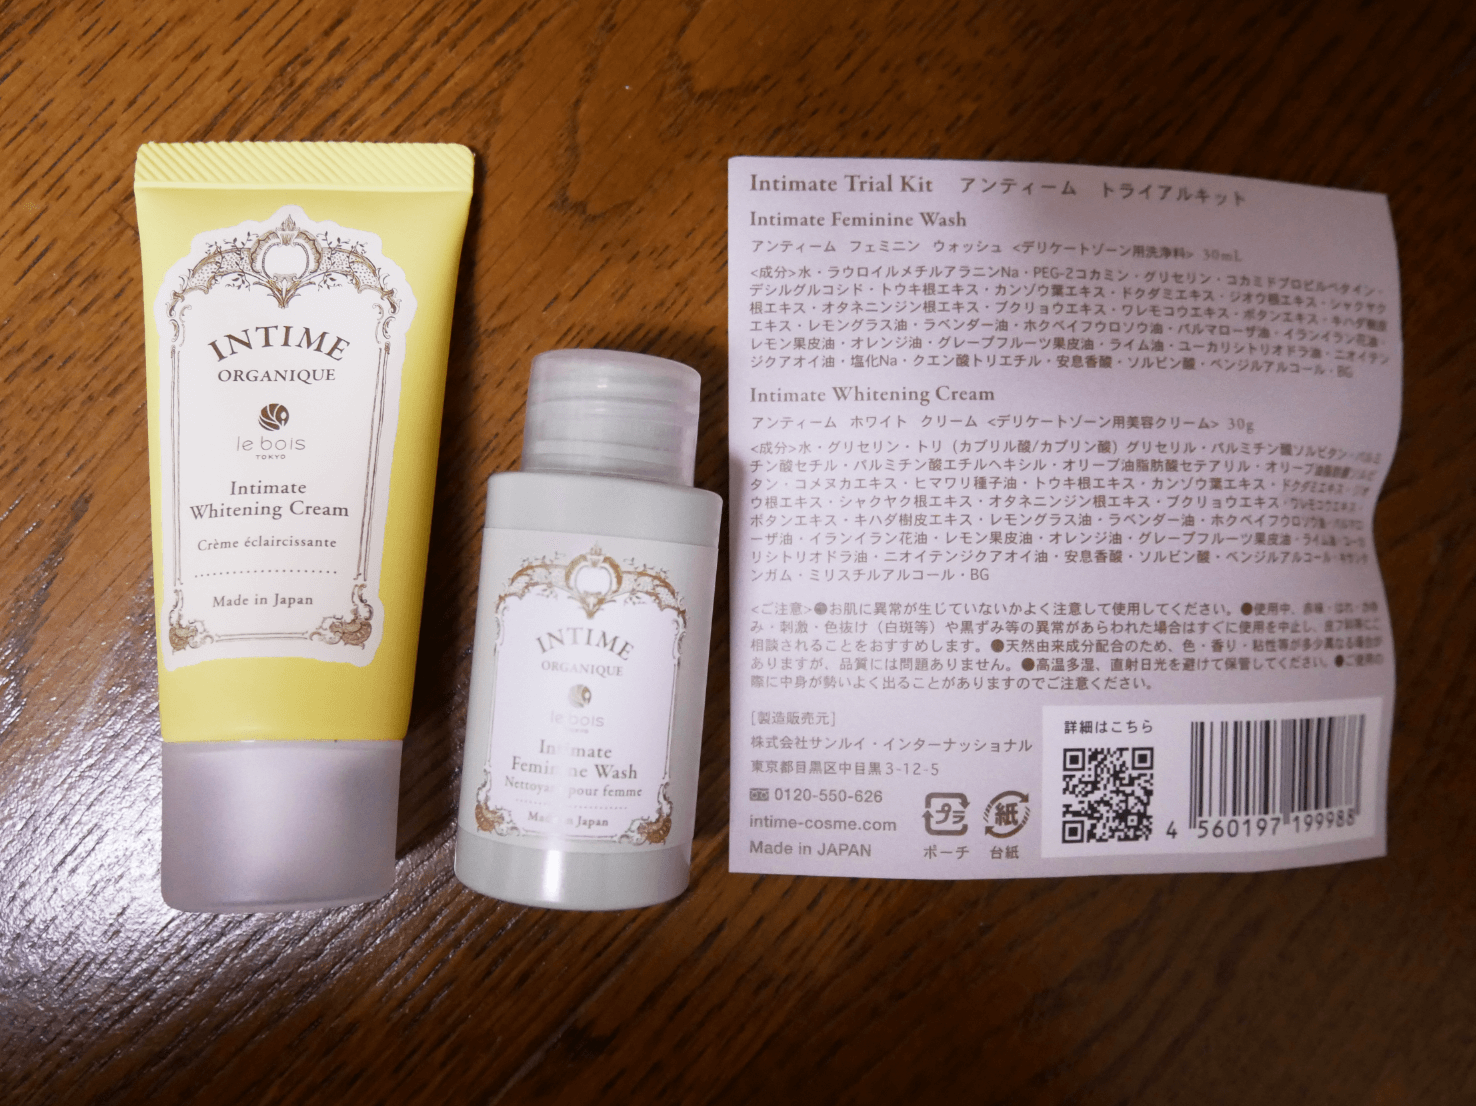 INTIME
ORGANIQUE
le bois
TOKYO
Intimate
Whitening Cream
Crème éclaircissante
Made in Japan
INTIME
ORGANIQUE
le bois
TOKYO
Intimate
Feminine Wash
pour femme
Made in Japan
Intimate Trial Kit アンティーム トライアルキット
Intimate Feminine Wash
アンティーム フェミニン ウォッシュ <デリケートゾーン用洗浄料> 30mL
<成分>水・ラウロイルメチルアラニンNa・PEG-2コカミン・グリセリン・コカミドプロピルベタイン・
デシルグルコシド・トウキ根エキス・カンゾウ葉エキス・ドクダミエキス・ジオウ根エキス・シャクヤク
根エキス・オタネニンジン根エキス・ブクリョウエキス・ワレモコウエキス・ボタンエキス・キハダ樹皮
エキス・レモングラス油・ラベンダー油・ホクベイフウロソウ油・パルマローザ油・イランイラン花油・
レモン果皮油・オレンジ油・グレープフルーツ果皮油・ライム油・ユーカリシトリオドラ油・ニオイテン
ジクアオイ油・塩化Na・クエン酸トリエチル・安息香酸・ソルビン酸・ベンジルアルコール・BG
Intimate Whitening Cream
アンティーム ホワイト クリーム <デリケートゾーン用美容クリーム> 30g
<成分>水・グリセリン・トリ（カプリル酸/カプリン酸）グリセリル・パルミチン酸ソルビタン・パルミ
チン酸セチル・パルミチン酸エチルヘキシル・オリーブ油脂肪酸セテアリル・オリーブ油脂肪酸ソルビ
タン・コメヌカエキス・ヒマワリ種子油・トウキ根エキス・カンゾウ葉エキス・ドクダミエキス・ジオ
ウ根エキス・シャクヤク根エキス・オタネニンジン根エキス・ブクリョウエキス・ワレモコウエキス・
ボタンエキス・キハダ樹皮エキス・レモングラス油・ラベンダー油・ホクベイフウロソウ油・パルマロ
ーザ油・イランイラン花油・レモン果皮油・オレンジ油・グレープフルーツ果皮油・ライム油・ユーカ
リシトリオドラ油・ニオイテンジクアオイ油・安息香酸・ソルビン酸・ベンジルアルコール・キサンタ
ンガム・ミリスチルアルコール・BG
<ご注意>●お肌に異常が生じていないかよく注意して使用してください。●使用中、赤味・はれ・かゆ
み・刺激・色抜け（白斑等）や黒ずみ等の異常があらわれた場合はすぐに使用を中止し、皮フ科医にご
相談されることをおすすめします。●天然由来成分配合のため、色・香り・粘性等が多少異なる場合が
ありますが、品質には問題ありません。●高温多湿、直射日光を避けて保管してください。●ご使用の
際に中身が勢いよく出ることがありますのでご注意ください。
[製造販売元]
株式会社サンルイ・インターナッショナル
東京都目黒区中目黒3-12-5
0120-550-626
intime-cosme.com
Made in JAPAN
プラ
ポーチ
紙
台紙
詳細はこちら
4 560197 199988